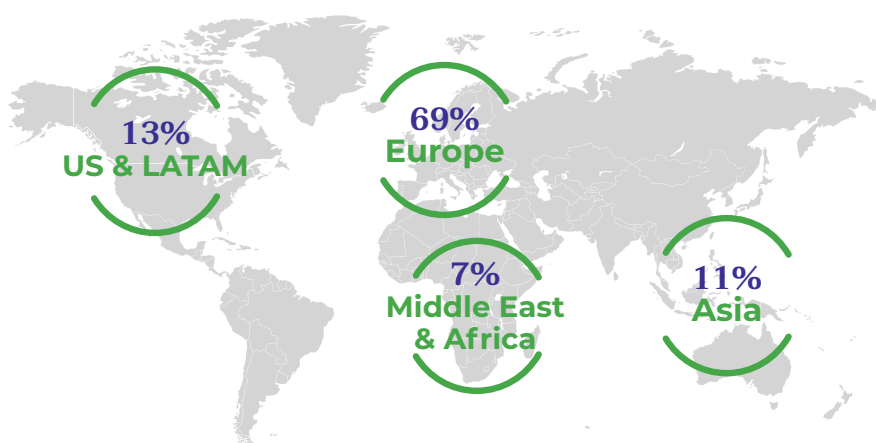 13%
US & LATAM
69%
Europe
7%
Middle East
& Africa
11%
Asia